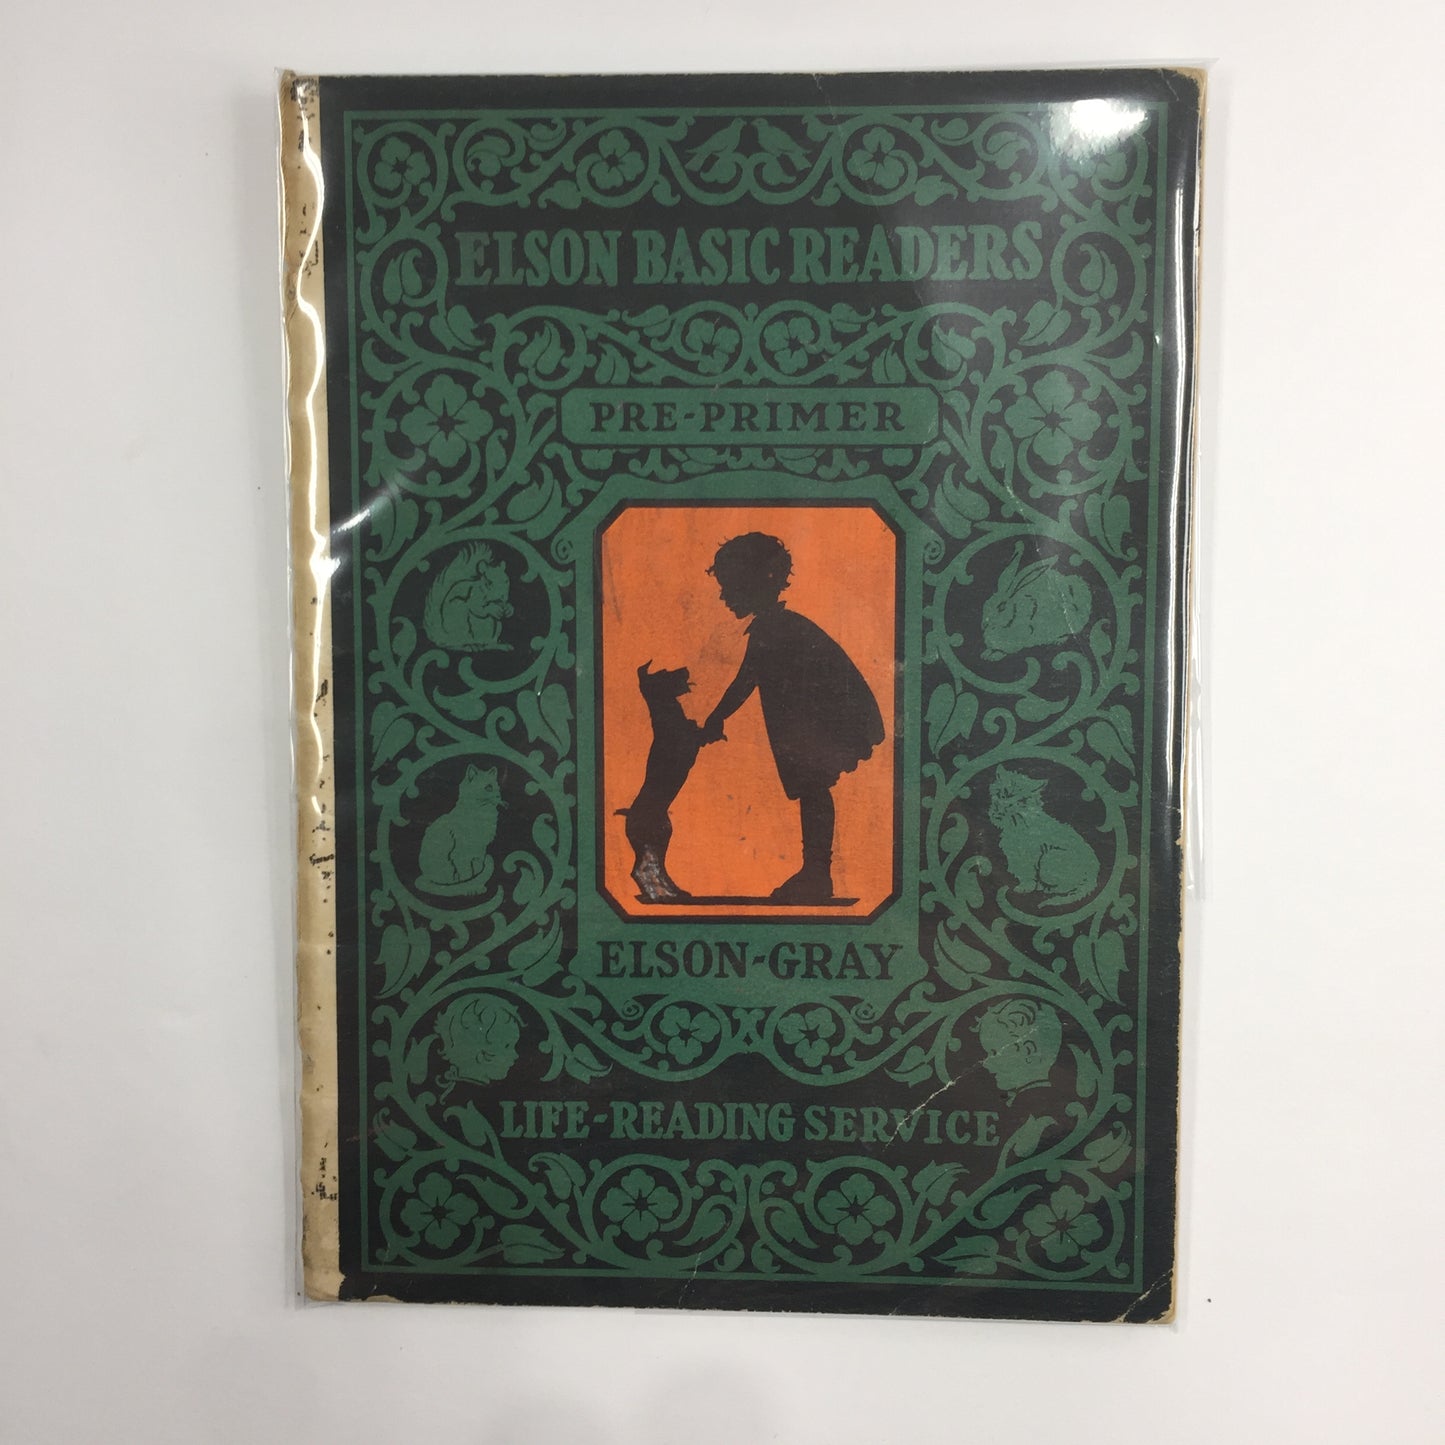 ELSON BASIC READERS
PRE-PRIMER
ELSON-GRAY
LIFE-READING SERVICE